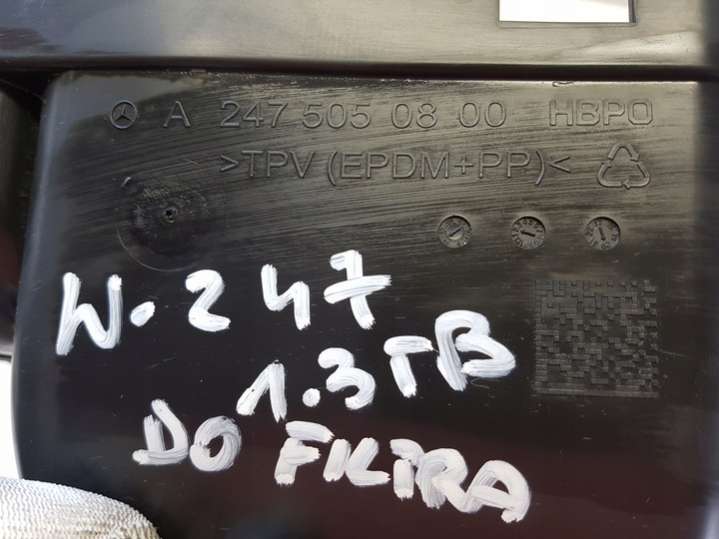 A 247 505 08 00 HBPO
>TPV (EPDM+PP)<
W.247
1.3TB
DO FILTRA